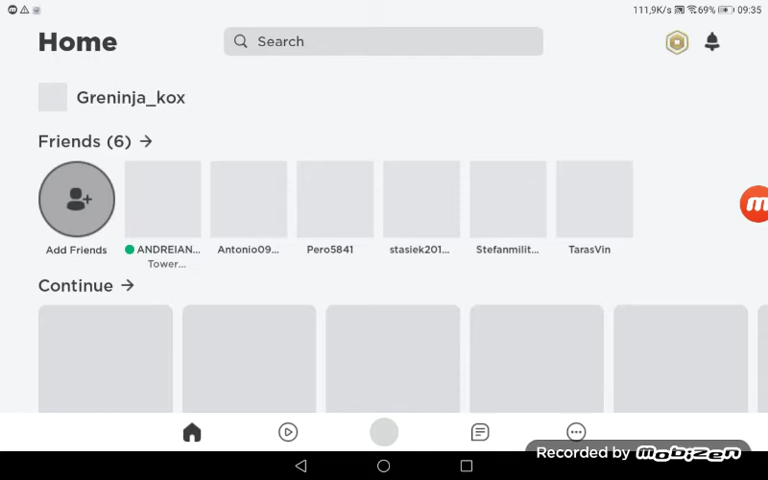 111,9K/s 69% 09:35
Home
Search
Greninja_kox
Friends (6)
Add Friends
ANDREIAN...
Tower...
Antonio09...
Pero5841
stasiek201...
Stefanmilit...
TarasVin
Continue
Recorded by mobizen